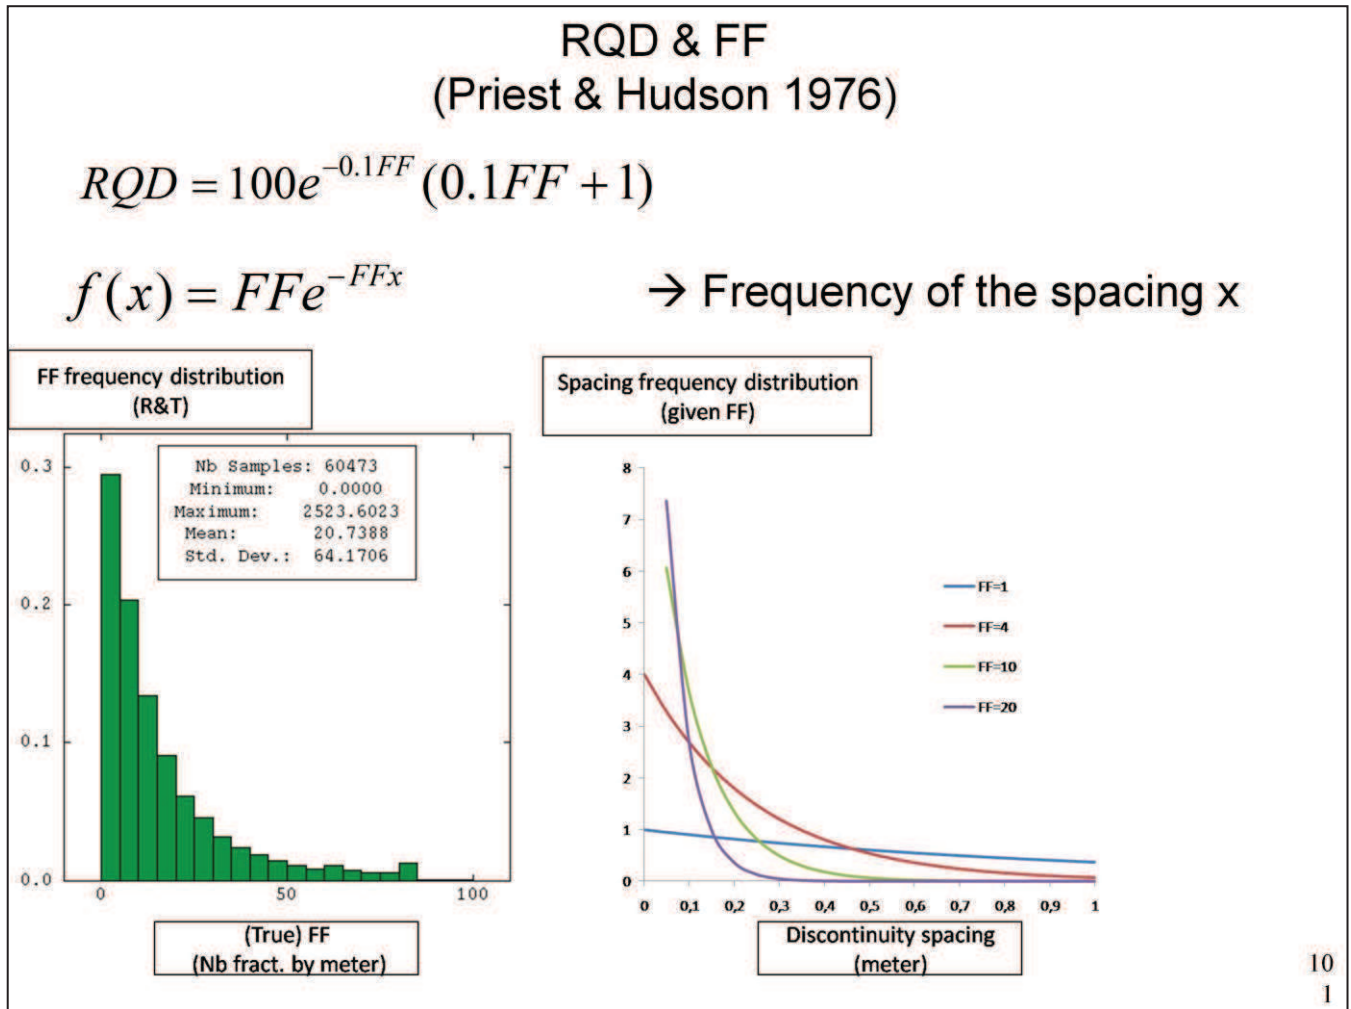 RQD & FF
(Priest & Hudson 1976)
RQD = 100e^{-0.1FF}(0.1FF + 1)
f(x) = FFe^{-FFx}
→ Frequency of the spacing x
FF frequency distribution
(R&T)
Nb Samples: 60473
Minimum: 0.0000
Maximum: 2523.6023
Mean: 20.7388
Std. Dev.: 64.1706
0.3
0.2
0.1
0.0
0 50 100
(True) FF
(Nb fract. by meter)
Spacing frequency distribution
(given FF)
8
7
6
5
4
3
2
1
0
FF=1
FF=4
FF=10
FF=20
0 0,1 0,2 0,3 0,4 0,5 0,6 0,7 0,8 0,9 1
Discontinuity spacing
(meter)
10
1